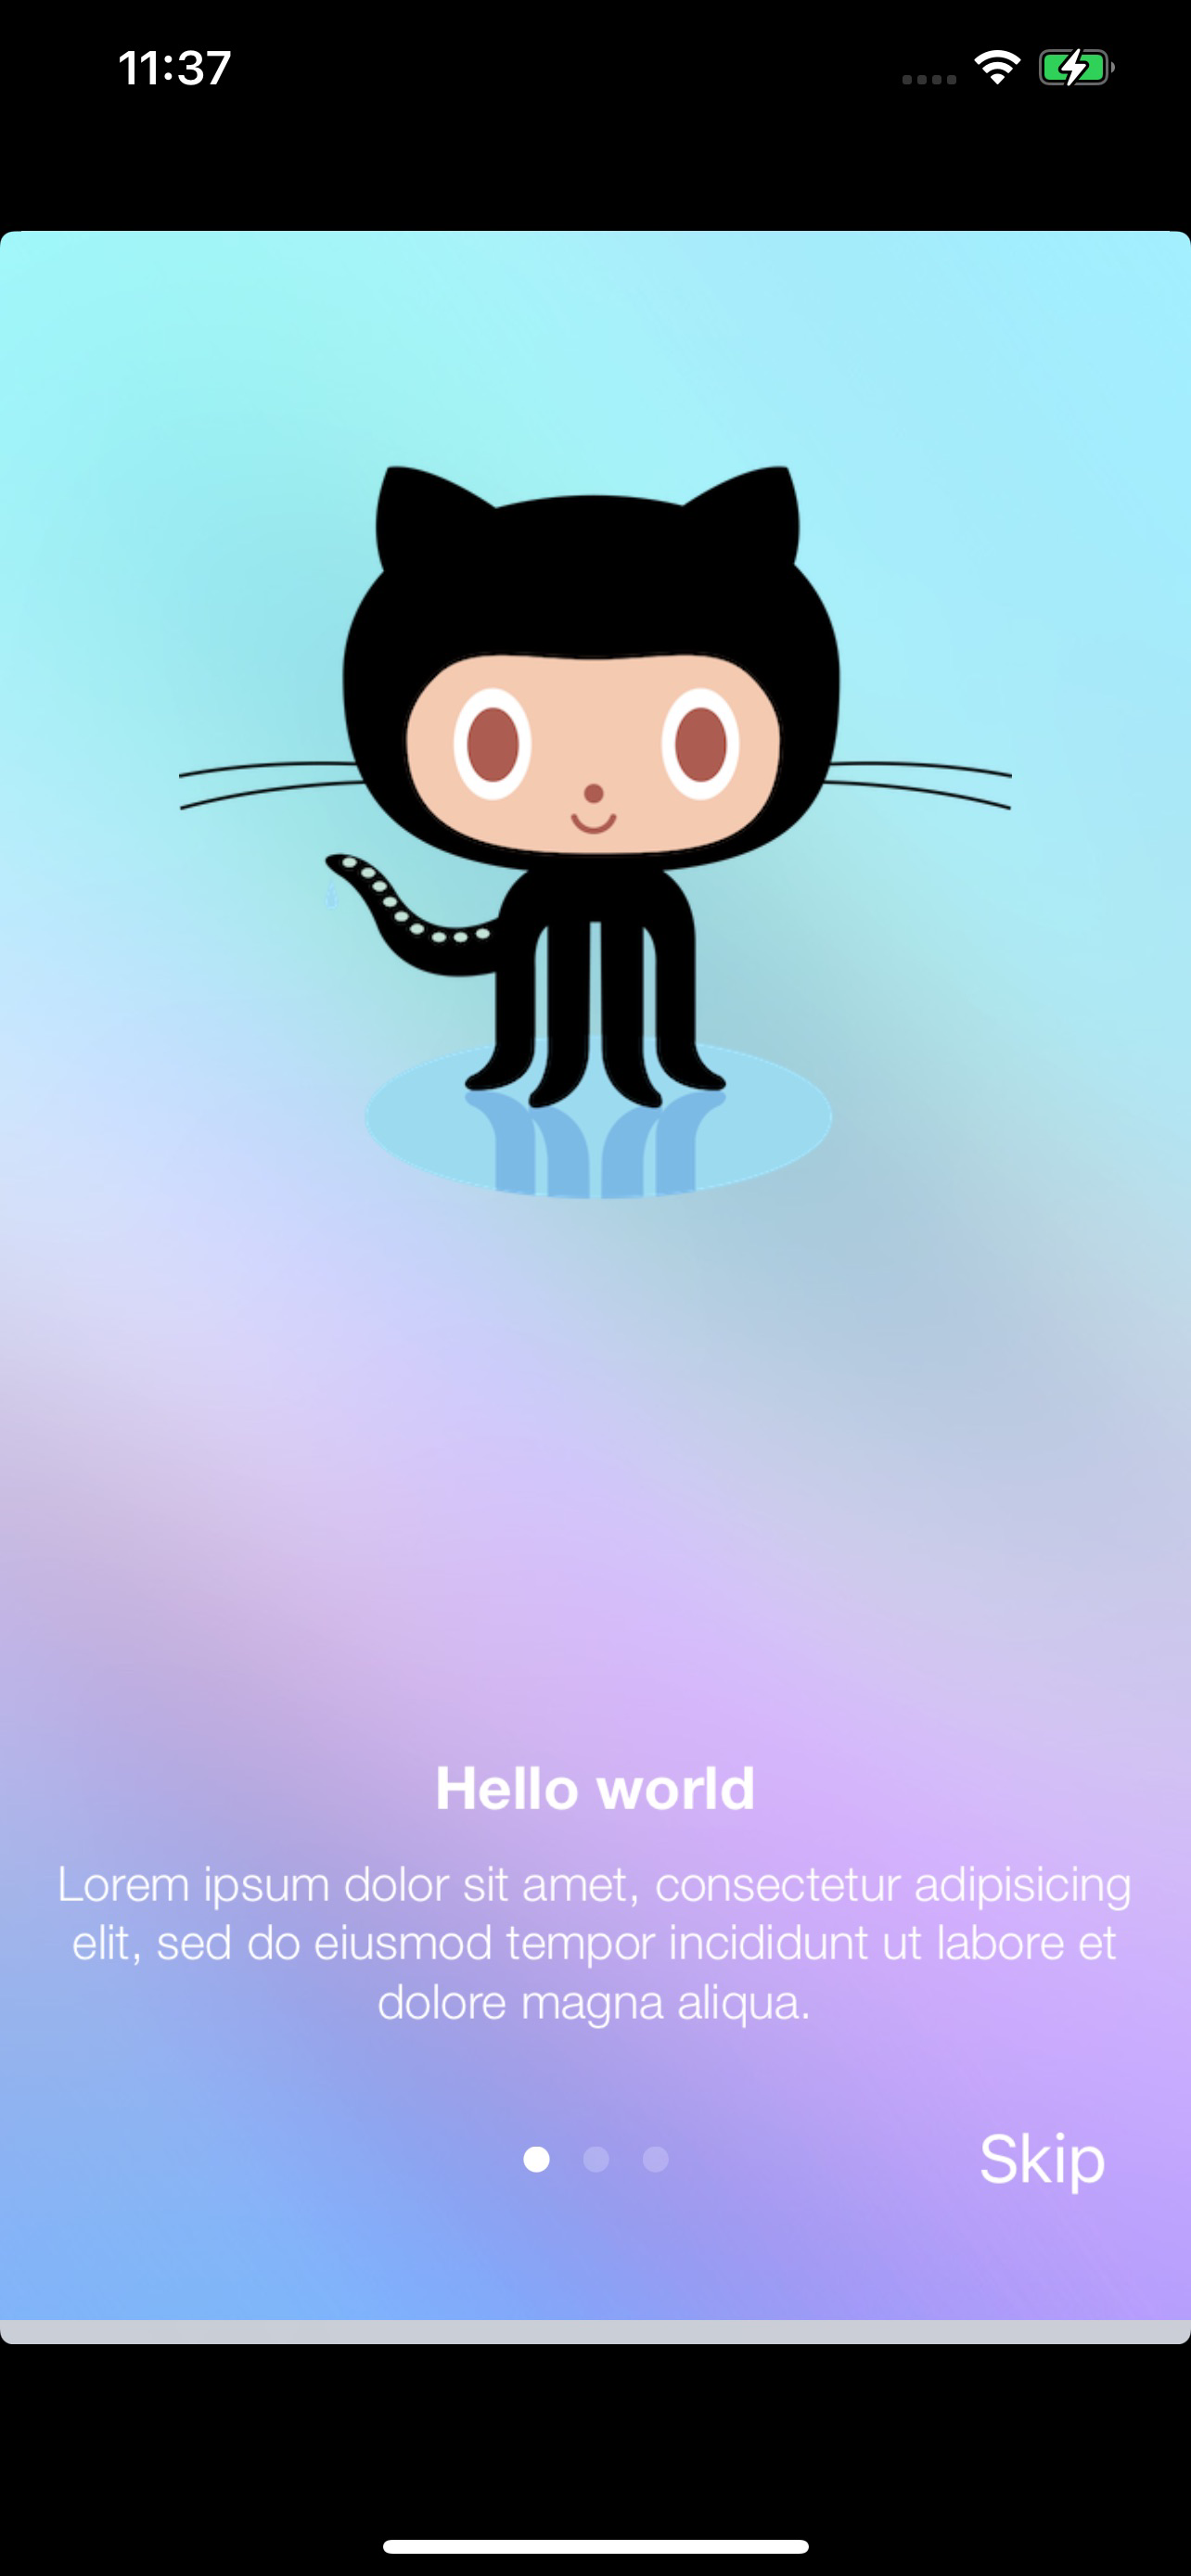 11:37
Hello world
Lorem ipsum dolor sit amet, consectetur adipisicing
elit, sed do eiusmod tempor incididunt ut labore et
dolore magna aliqua.
Skip